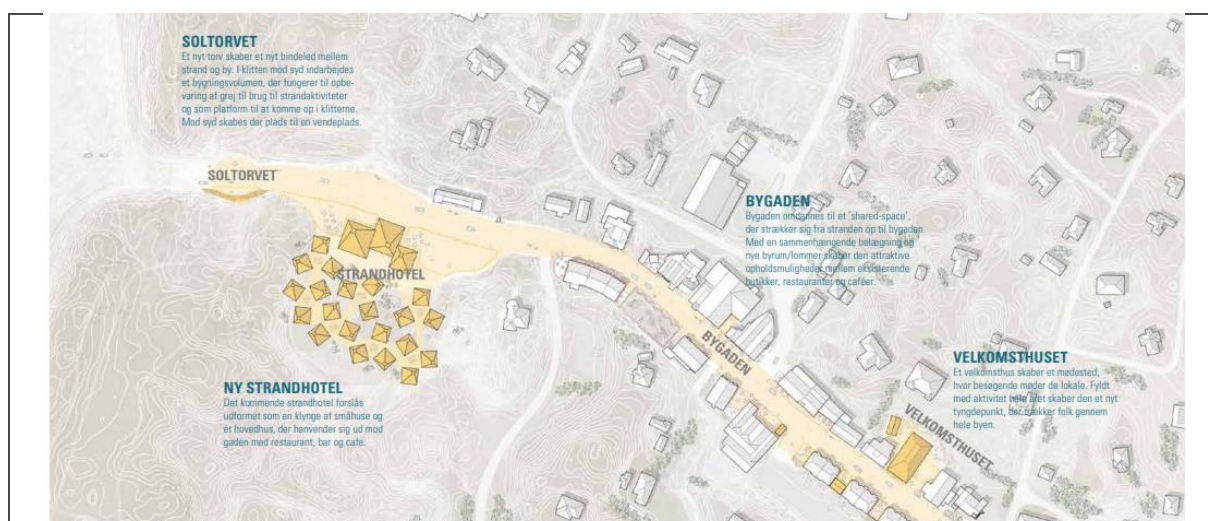 SOLTORVET
Et nyt torv skaber et nyt bindeled mellem
strand og by. I klitten mod syd indarbejdes
et bygningsvolumen, der fungerer til opbe-
varing af grej til brug til strandaktiviteter
og som platform til at komme op i klitterne.
Mod syd skabes der plads til en vendeplads.
SOLTORVET
STRANDHOTEL
NY STRANDHOTEL
Det kommende strandhotel forslås
udformet som en klynge af småhuse og
ét hovedhus, der henvender sig ud mod
gaden med restaurant, bar og cafe.
BYGADEN
Bygaden omdannes til et 'shared-space',
der strækker sig fra stranden op til bygaden.
Med en sammenhængende belægning og
nye byrum/lommer skaber den attraktive
opholdsmuligheder mellem eksisterende
butikker, restauranter og caféer.
BYGADEN
VELKOMSTHUSET
Et velkomsthus skaber et mødested,
hvor besøgende møder de lokale. Fyldt
med aktivitet hele året skaber den et nyt
tyngdepunkt, der trækker folk gennem
hele byen.
VELKOMSTHUSET